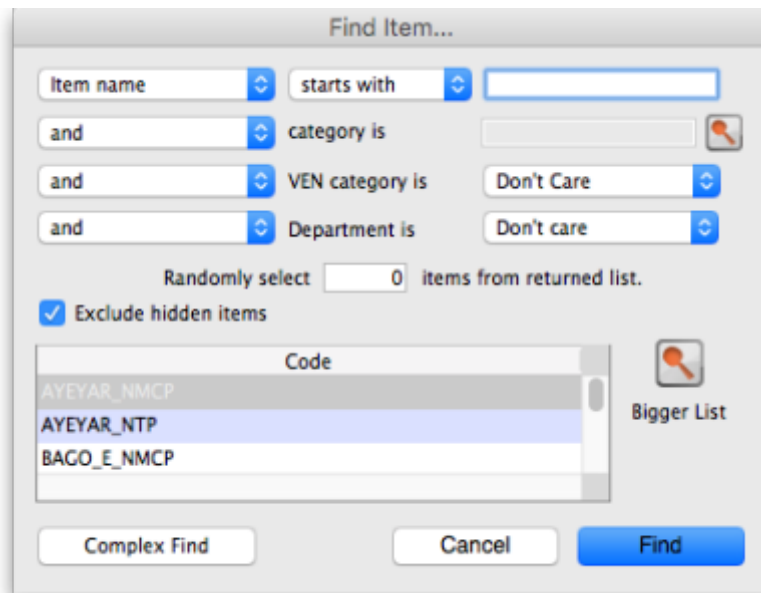 Find Item...
Item name starts with
and category is
and VEN category is Don't Care
and Department is Don't care
Randomly select 0 items from returned list.
Exclude hidden items
Code
AYEYAR_NMCP
AYEYAR_NTP
BAGO_E_NMCP
Bigger List
Complex Find Cancel Find